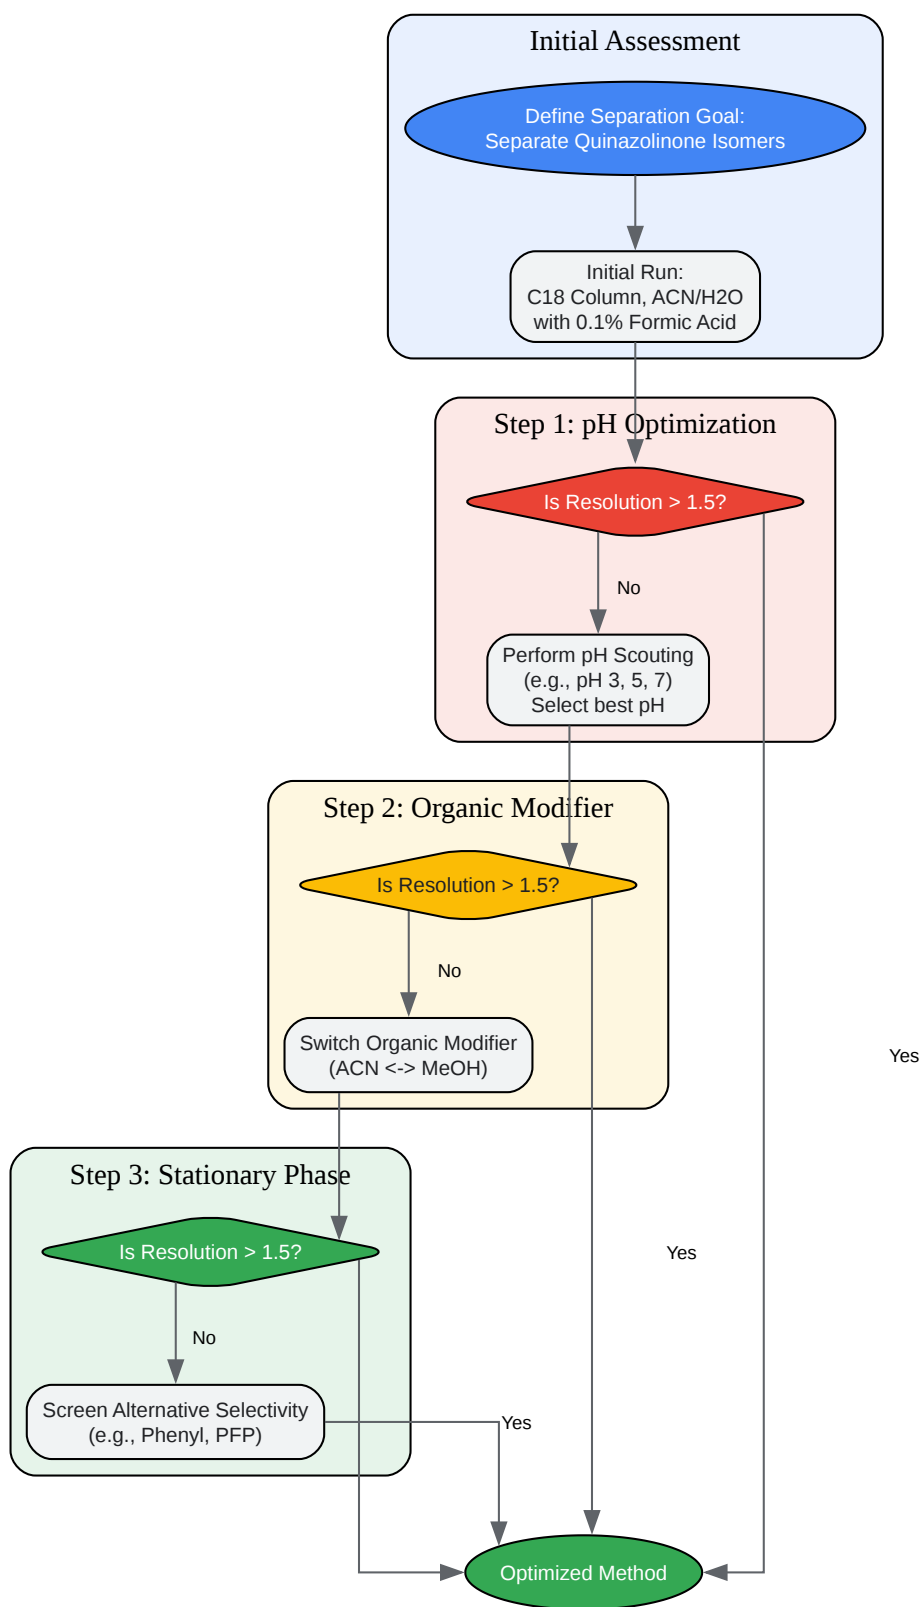 Initial Assessment
Define Separation Goal:
Separate Quinazolinone Isomers
Initial Run:
C18 Column, ACN/H2O
with 0.1% Formic Acid
Step 1: pH Optimization
Is Resolution > 1.5?
No
Perform pH Scouting
(e.g., pH 3, 5, 7)
Select best pH
Step 2: Organic Modifier
Is Resolution > 1.5?
No
Switch Organic Modifier
(ACN <-> MeOH)
Yes
Step 3: Stationary Phase
Is Resolution > 1.5?
Yes
No
Screen Alternative Selectivity
(e.g., Phenyl, PFP)
Yes
Optimized Method